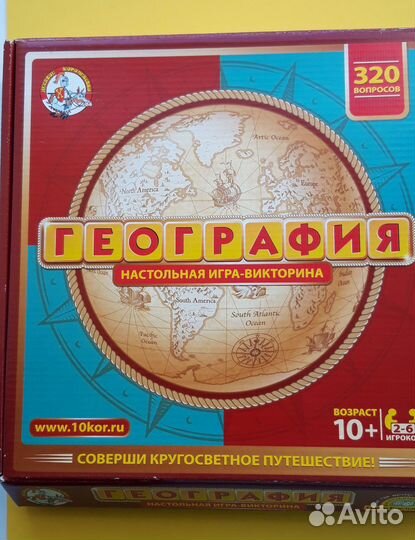 320
ВОПРОСОВ
Arctic Ocean
North America
Europe
ГЕОГРАФИЯ
НАСТОЛЬНАЯ ИГРА-ВИКТОРИНА
South America
South Atlantic
Ocean
Pacific
Ocean
www.10kor.ru
ВОЗРАСТ
10+
2-6
ИГРОКО
СОВЕРШИ КРУГОСВЕТНОЕ ПУТЕШЕСТВИЕ!
ГЕОГРАФИЯ
НАСТОЛЬНАЯ ИГРА-ВИКТОРИНА
Avito